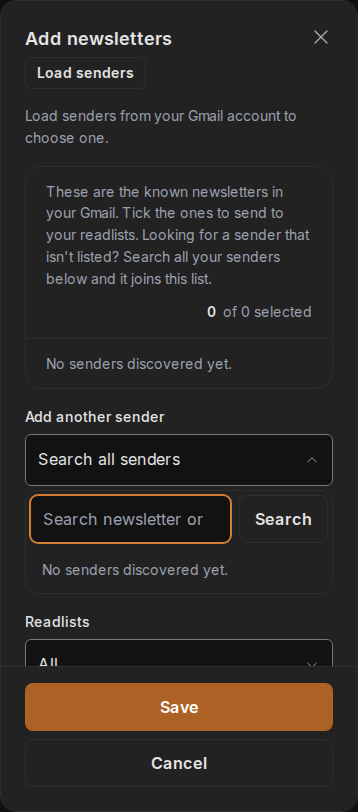 Add newsletters
Load senders
Load senders from your Gmail account to
choose one.
These are the known newsletters in
your Gmail. Tick the ones to send to
your readlists. Looking for a sender that
isn't listed? Search all your senders
below and it joins this list.
0 of 0 selected
No senders discovered yet.
Add another sender
Search all senders
Search newsletter or
Search
No senders discovered yet.
Readlists
All
Save
Cancel